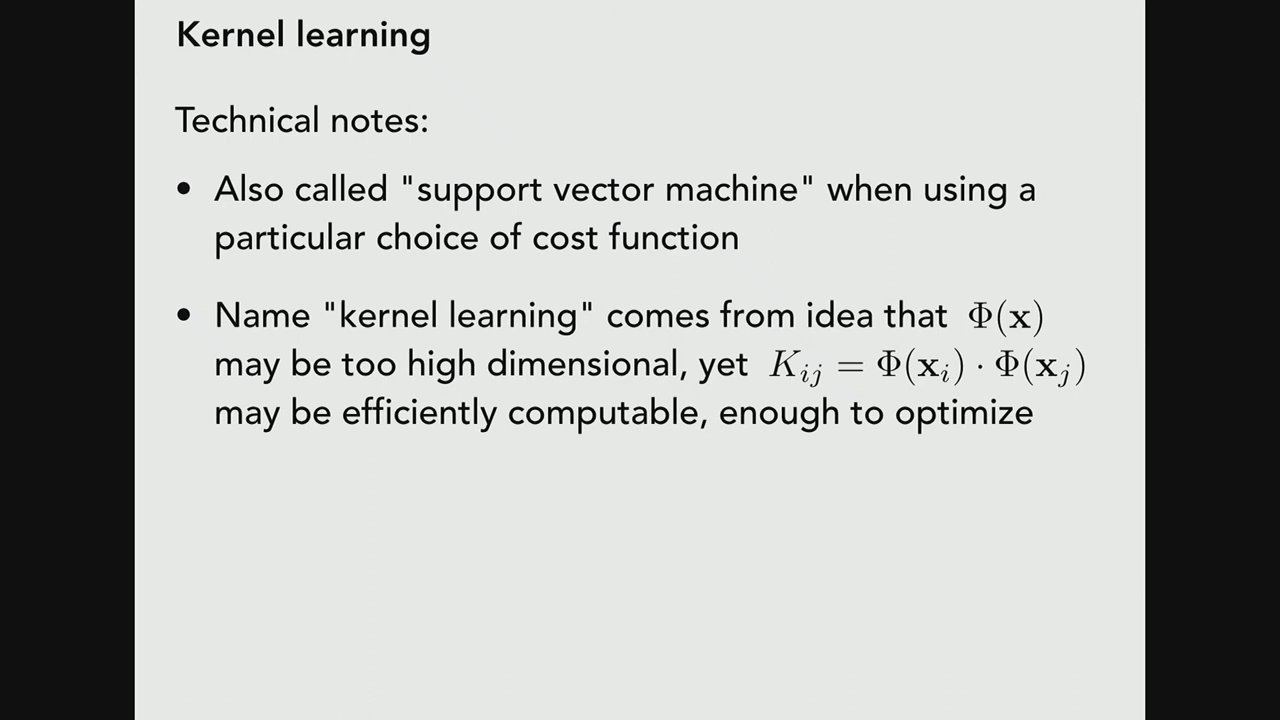 Kernel learning
Technical notes:
• Also called "support vector machine" when using a
particular choice of cost function
• Name "kernel learning" comes from idea that Φ(x)
may be too high dimensional, yet K_{ij} = Φ(x_i) · Φ(x_j)
may be efficiently computable, enough to optimize